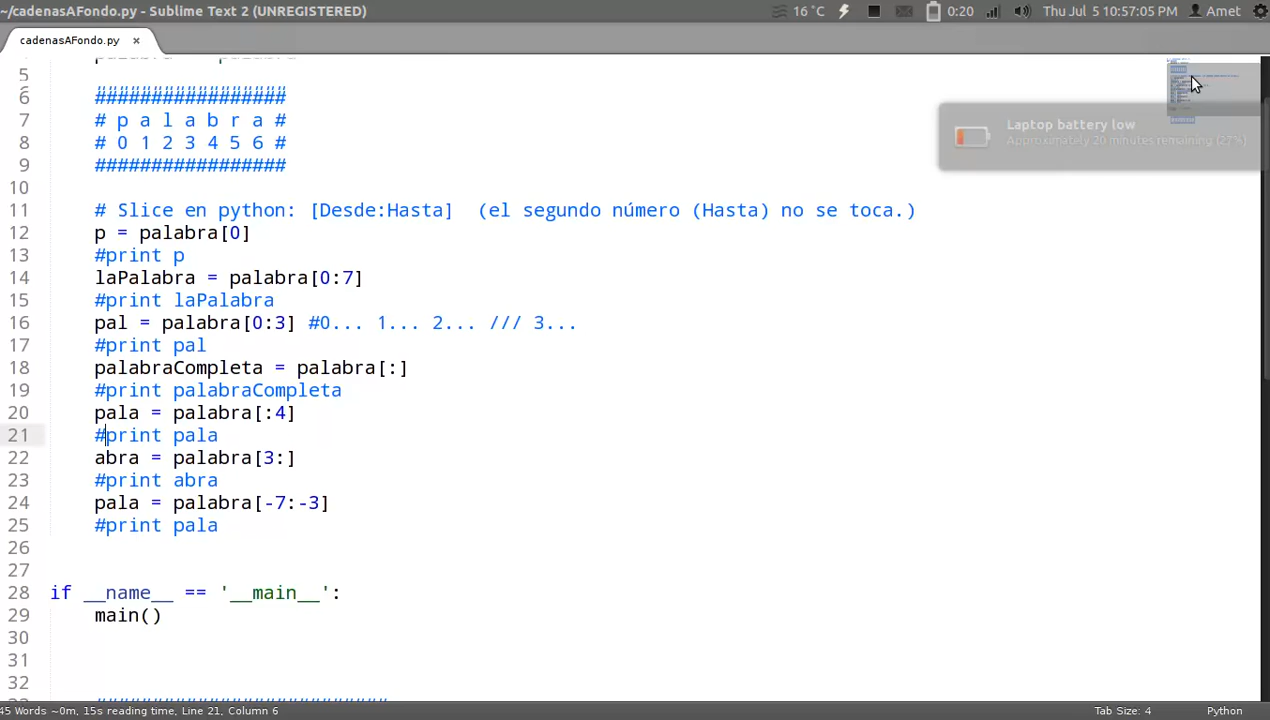 ~/cadenasAFondo.py - Sublime Text 2 (UNREGISTERED)
16 °C
0:20
Thu Jul 5 10:57:05 PM
Amet
cadenasAFondo.py ×
5
6 #################
7 # p a l a b r a #
8 # 0 1 2 3 4 5 6 #
9 #################
10
11 # Slice en python: [Desde:Hasta]  (el segundo número (Hasta) no se toca.)
12 p = palabra[0]
13 #print p
14 laPalabra = palabra[0:7]
15 #print laPalabra
16 pal = palabra[0:3] #0... 1... 2... /// 3...
17 #print pal
18 palabraCompleta = palabra[:]
19 #print palabraCompleta
20 pala = palabra[:4]
21 #print pala
22 abra = palabra[3:]
23 #print abra
24 pala = palabra[-7:-3]
25 #print pala
26
27
28 if __name__ == '__main__':
29 main()
30
31
32
Laptop battery low
Approximately 20 minutes remaining (27%)
45 Words ~0m, 15s reading time, Line 21, Column 6
Tab Size: 4
Python